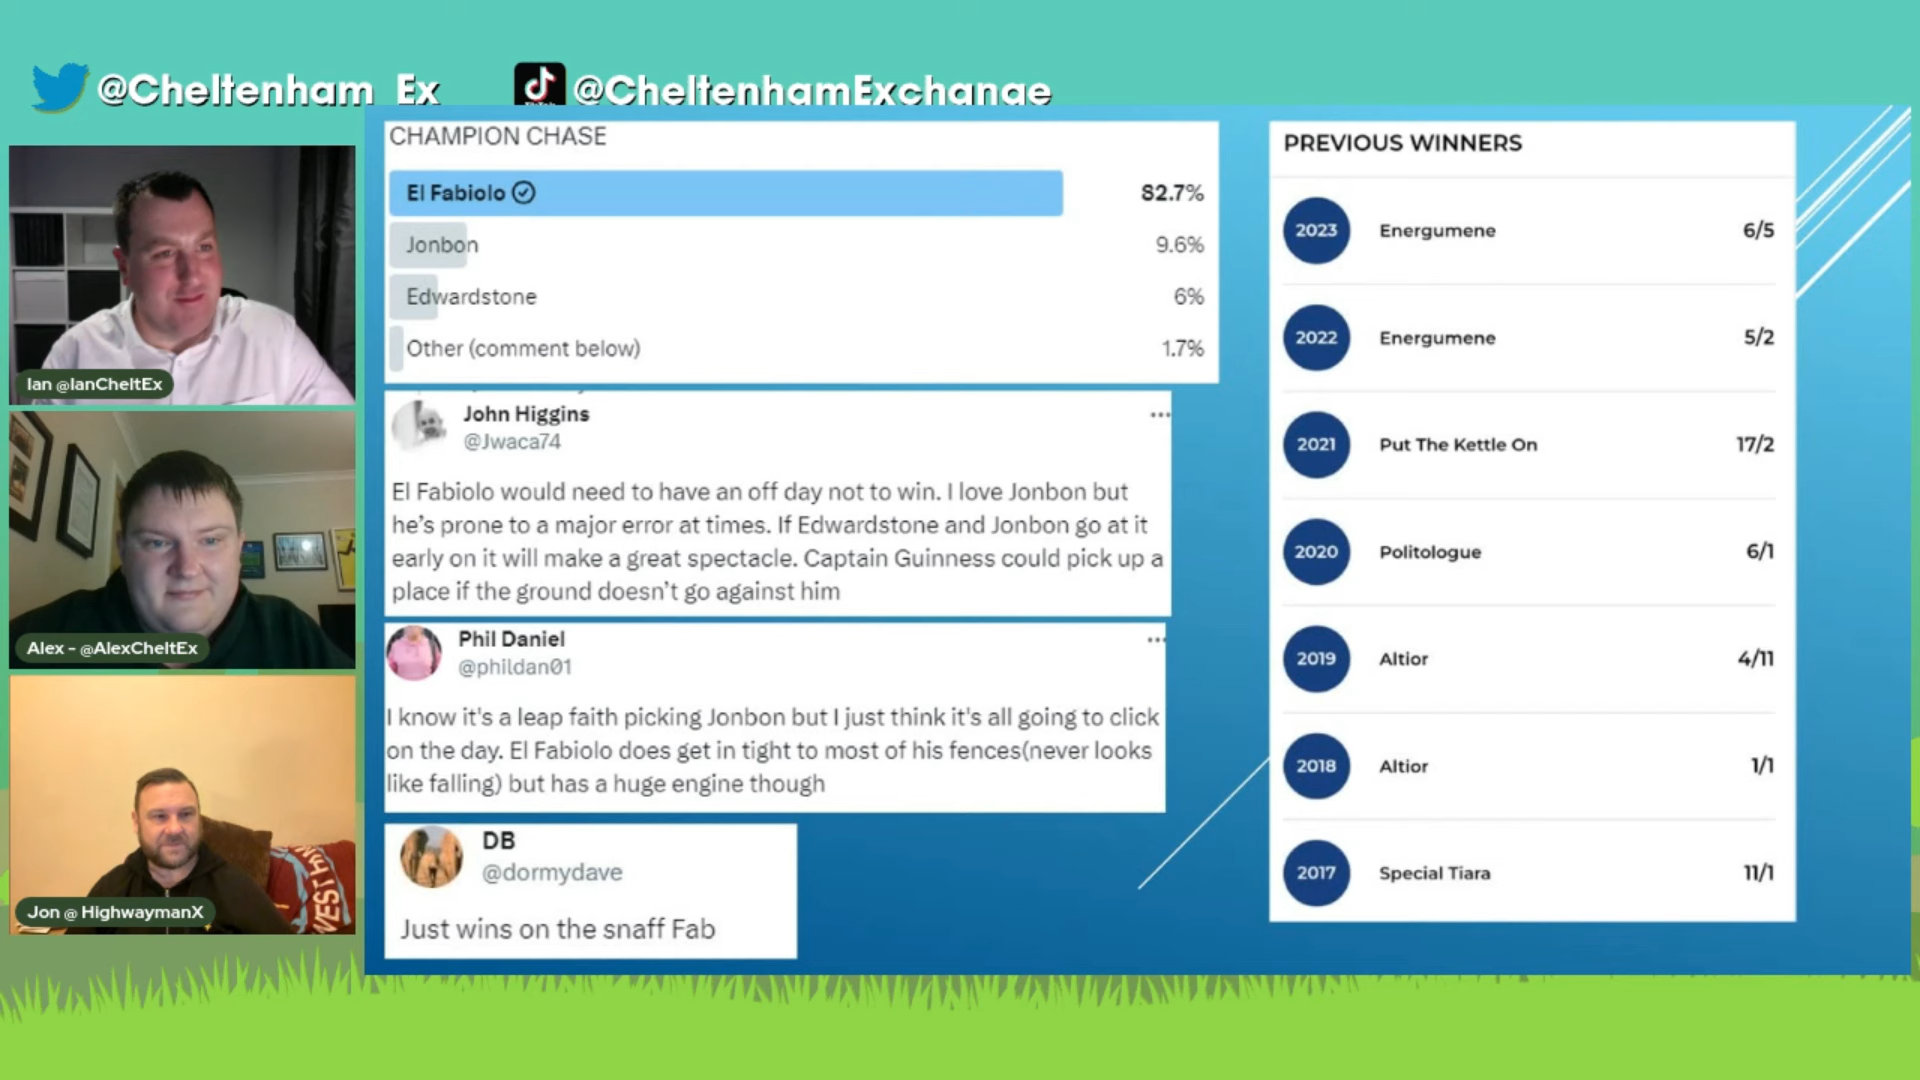 @Cheltenham_Ex
@CheltenhamExchange
Ian @IanCheltEx
Alex - @AlexCheltEx
WEST HAM
Jon @ HighwaymanX
CHAMPION CHASE
El Fabiolo 82.7%
Jonbon 9.6%
Edwardstone 6%
Other (comment below) 1.7%
John Higgins
@Jwaca74
El Fabiolo would need to have an off day not to win. I love Jonbon but
he's prone to a major error at times. If Edwardstone and Jonbon go at it
early on it will make a great spectacle. Captain Guinness could pick up a
place if the ground doesn't go against him
Phil Daniel
@phildan01
I know it's a leap faith picking Jonbon but I just think it's all going to click
on the day. El Fabiolo does get in tight to most of his fences(never looks
like falling) but has a huge engine though
DB
@dormydave
Just wins on the snaff Fab
PREVIOUS WINNERS
2023 Energumene 6/5
2022 Energumene 5/2
2021 Put The Kettle On 17/2
2020 Politologue 6/1
2019 Altior 4/11
2018 Altior 1/1
2017 Special Tiara 11/1